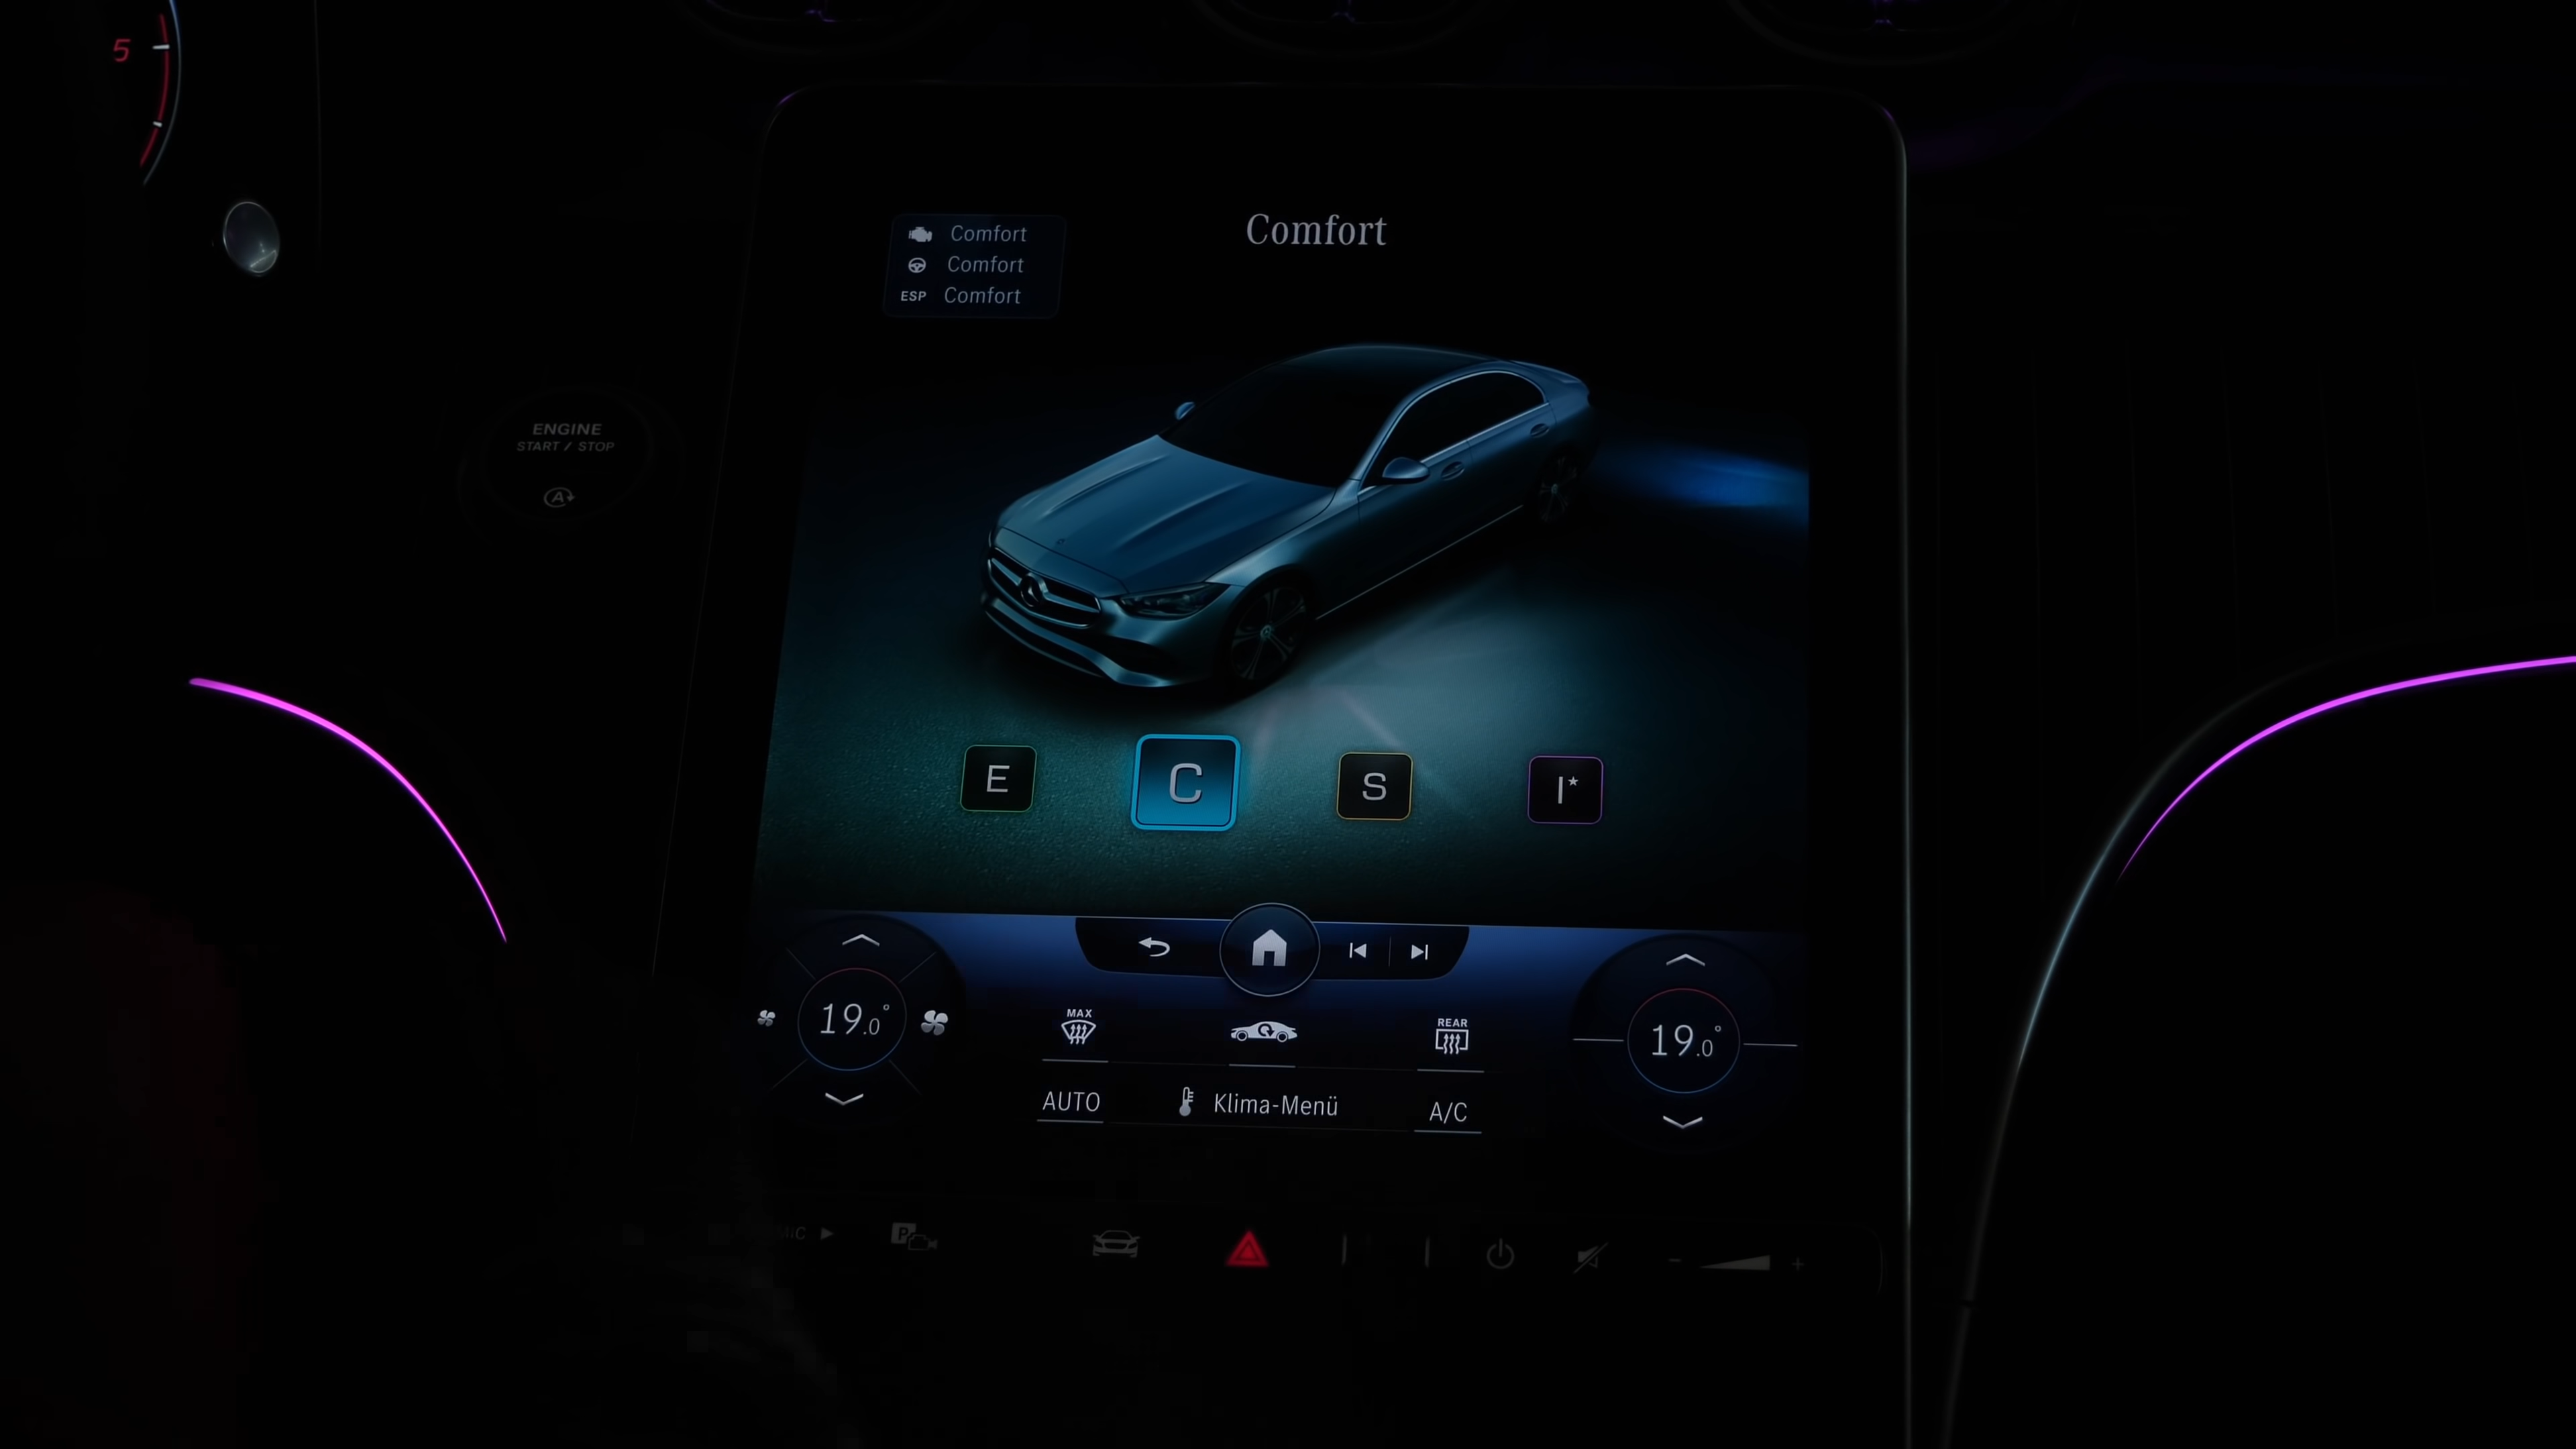 5
Comfort
Comfort
Comfort
ESP Comfort
ENGINE
START / STOP
A
E
C
S
I*
19.0°
MAX
REAR
19.0°
AUTO
Klima-Menü
A/C
P
- +